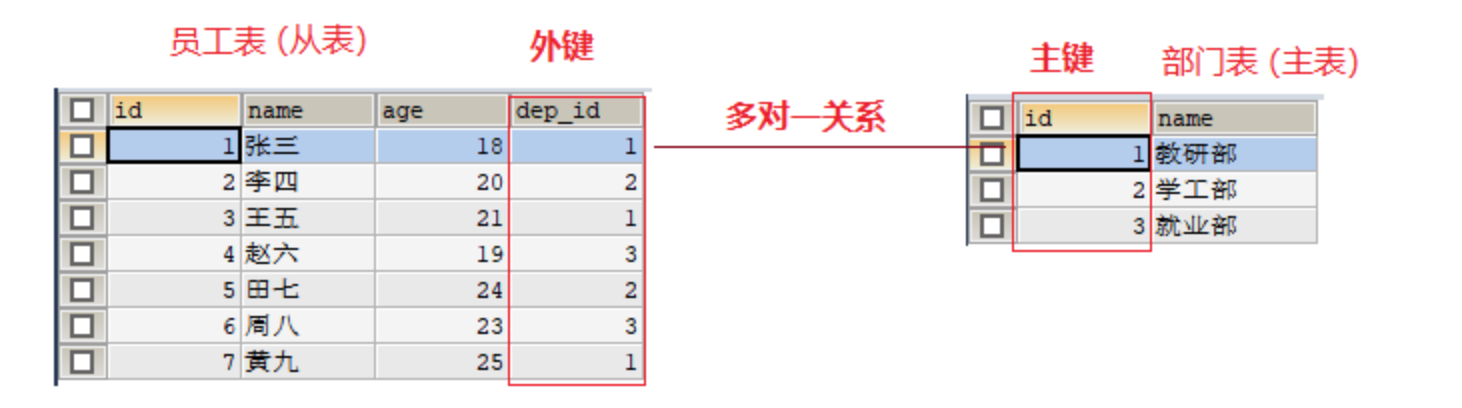 员工表 (从表) 外键 主键 部门表 (主表)
多对一关系
id name age dep_id
1 张三 18 1
2 李四 20 2
3 王五 21 1
4 赵六 19 3
5 田七 24 2
6 周八 23 3
7 黄九 25 1
id name
1 教研部
2 学工部
3 就业部